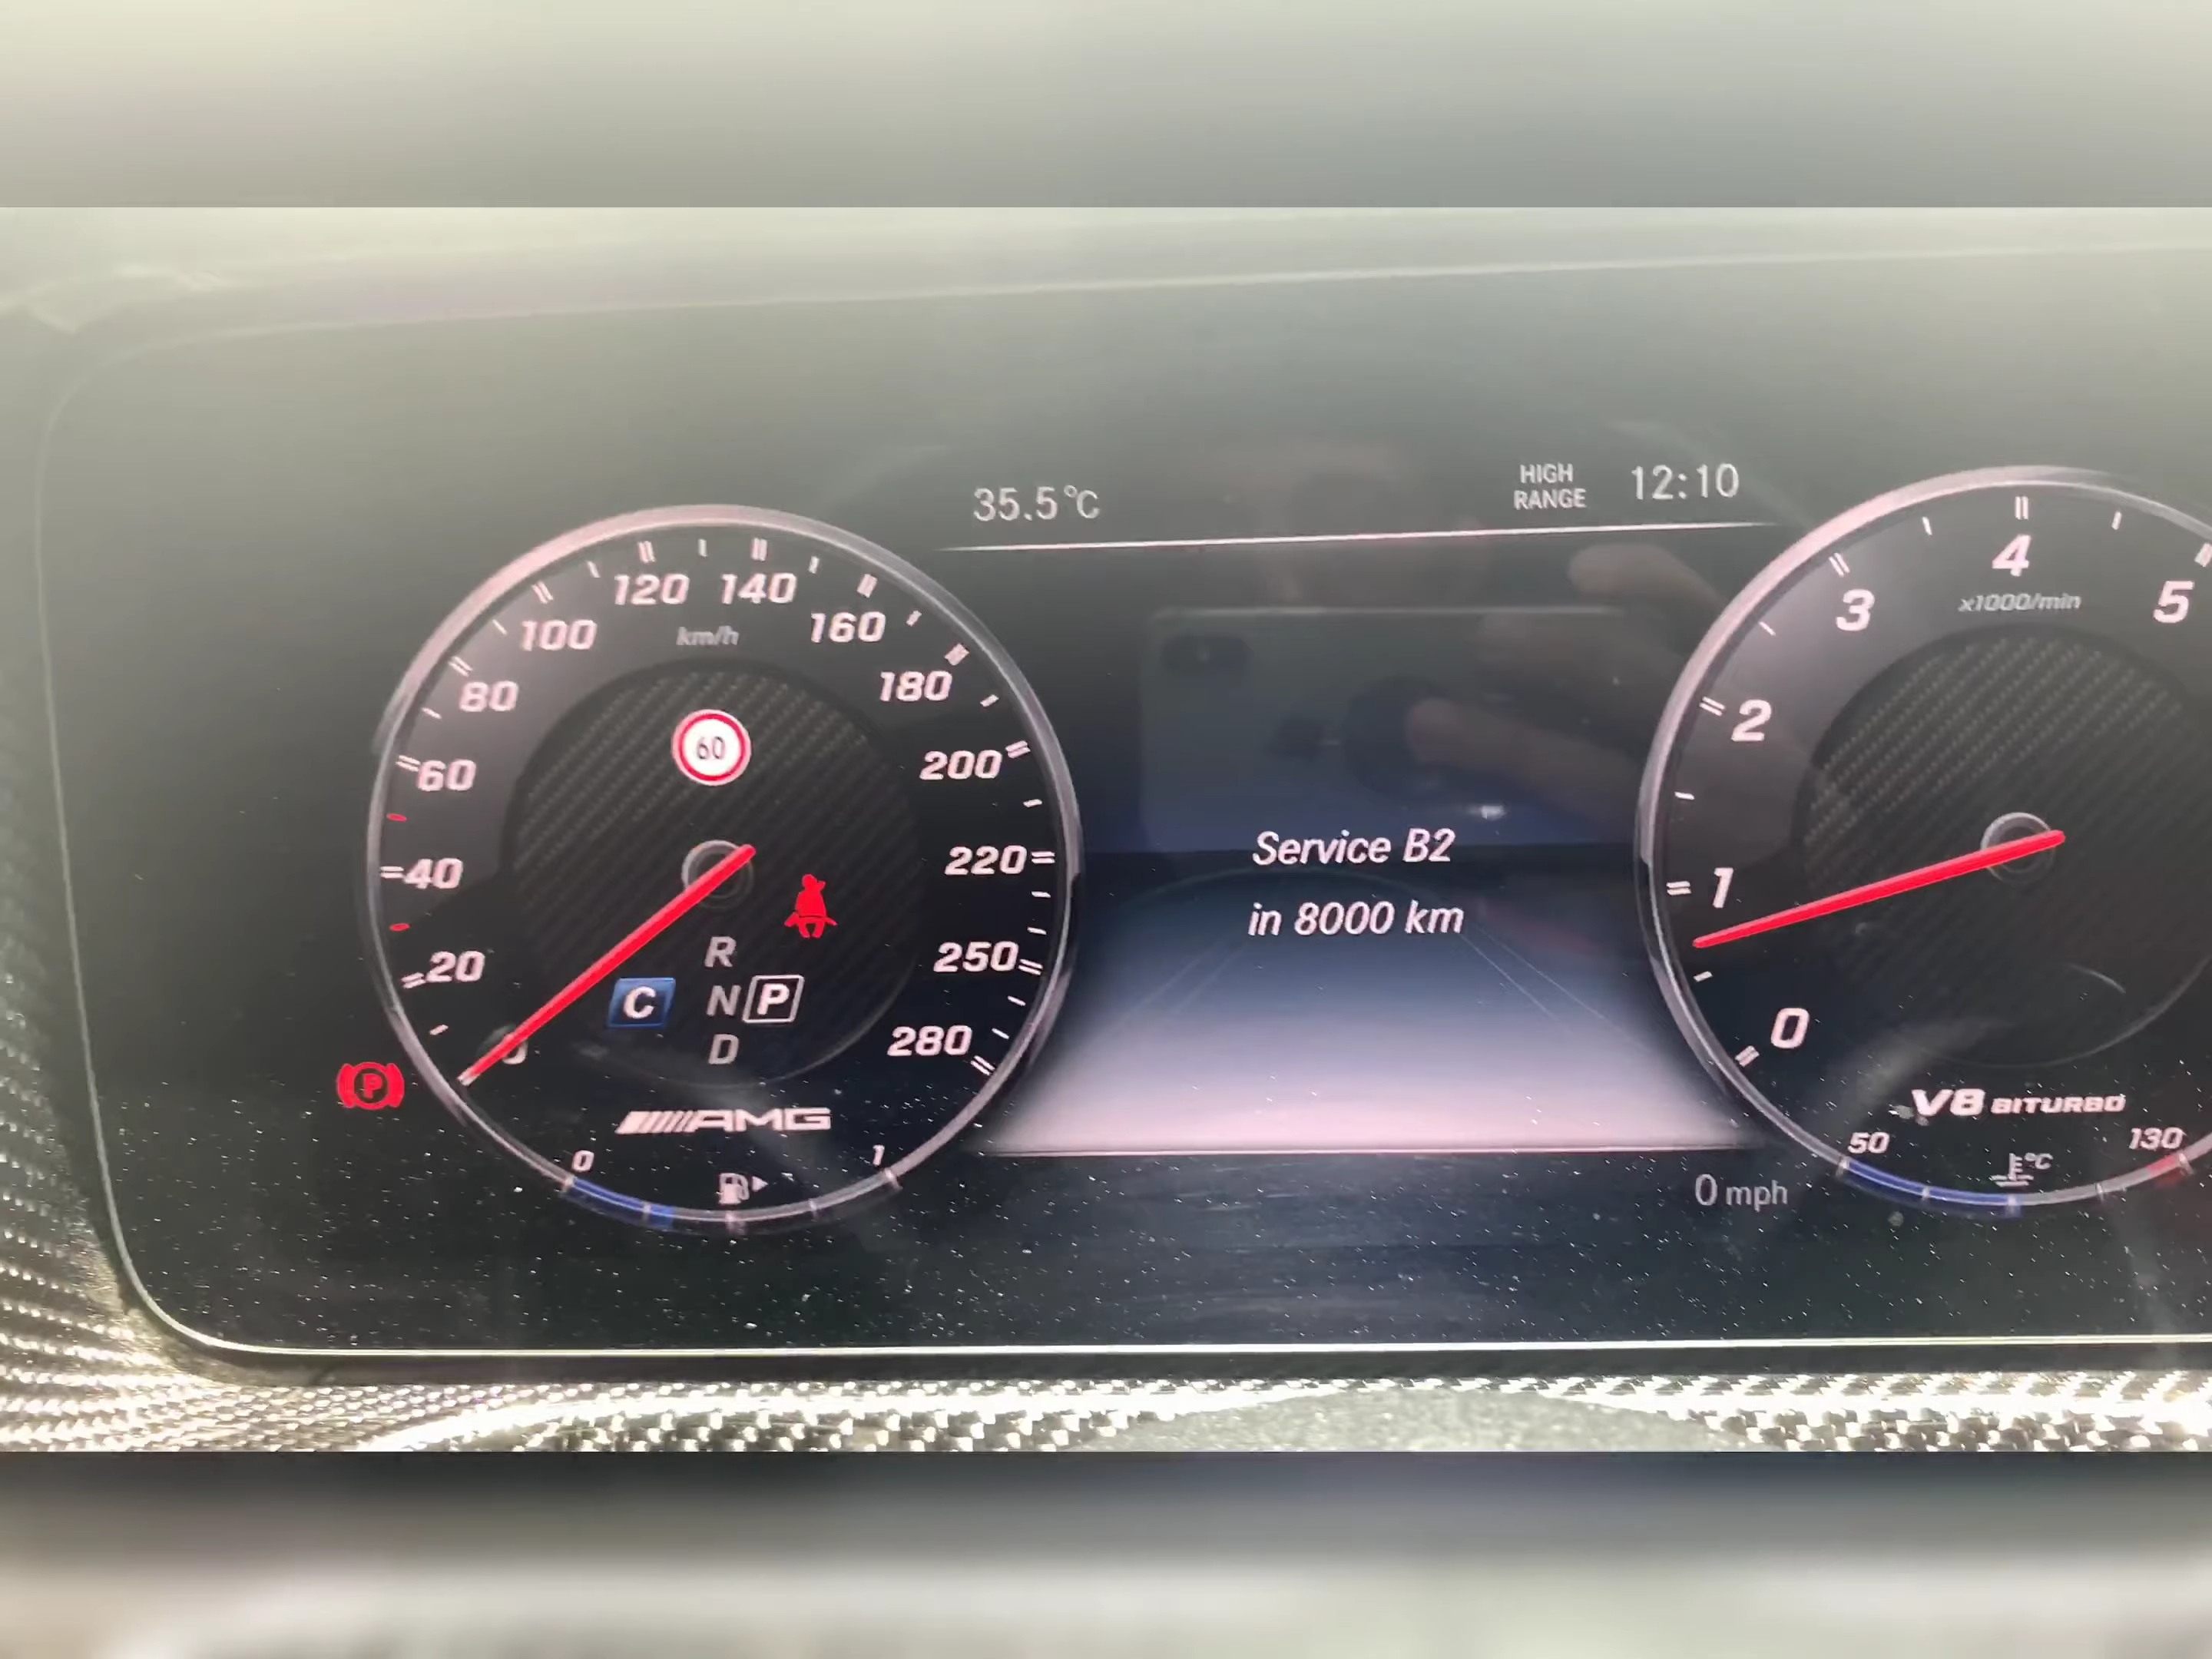 35.5°C
HIGH
RANGE
12:10
0
20
40
60
80
100
120
140
160
180
200
220
250
280
km/h
60
R
C
N
P
D
P
AMG
0
1
Service B2
in 8000 km
0 mph
0
1
2
3
4
5
x1000/min
V8 BITURBO
50
130
°C